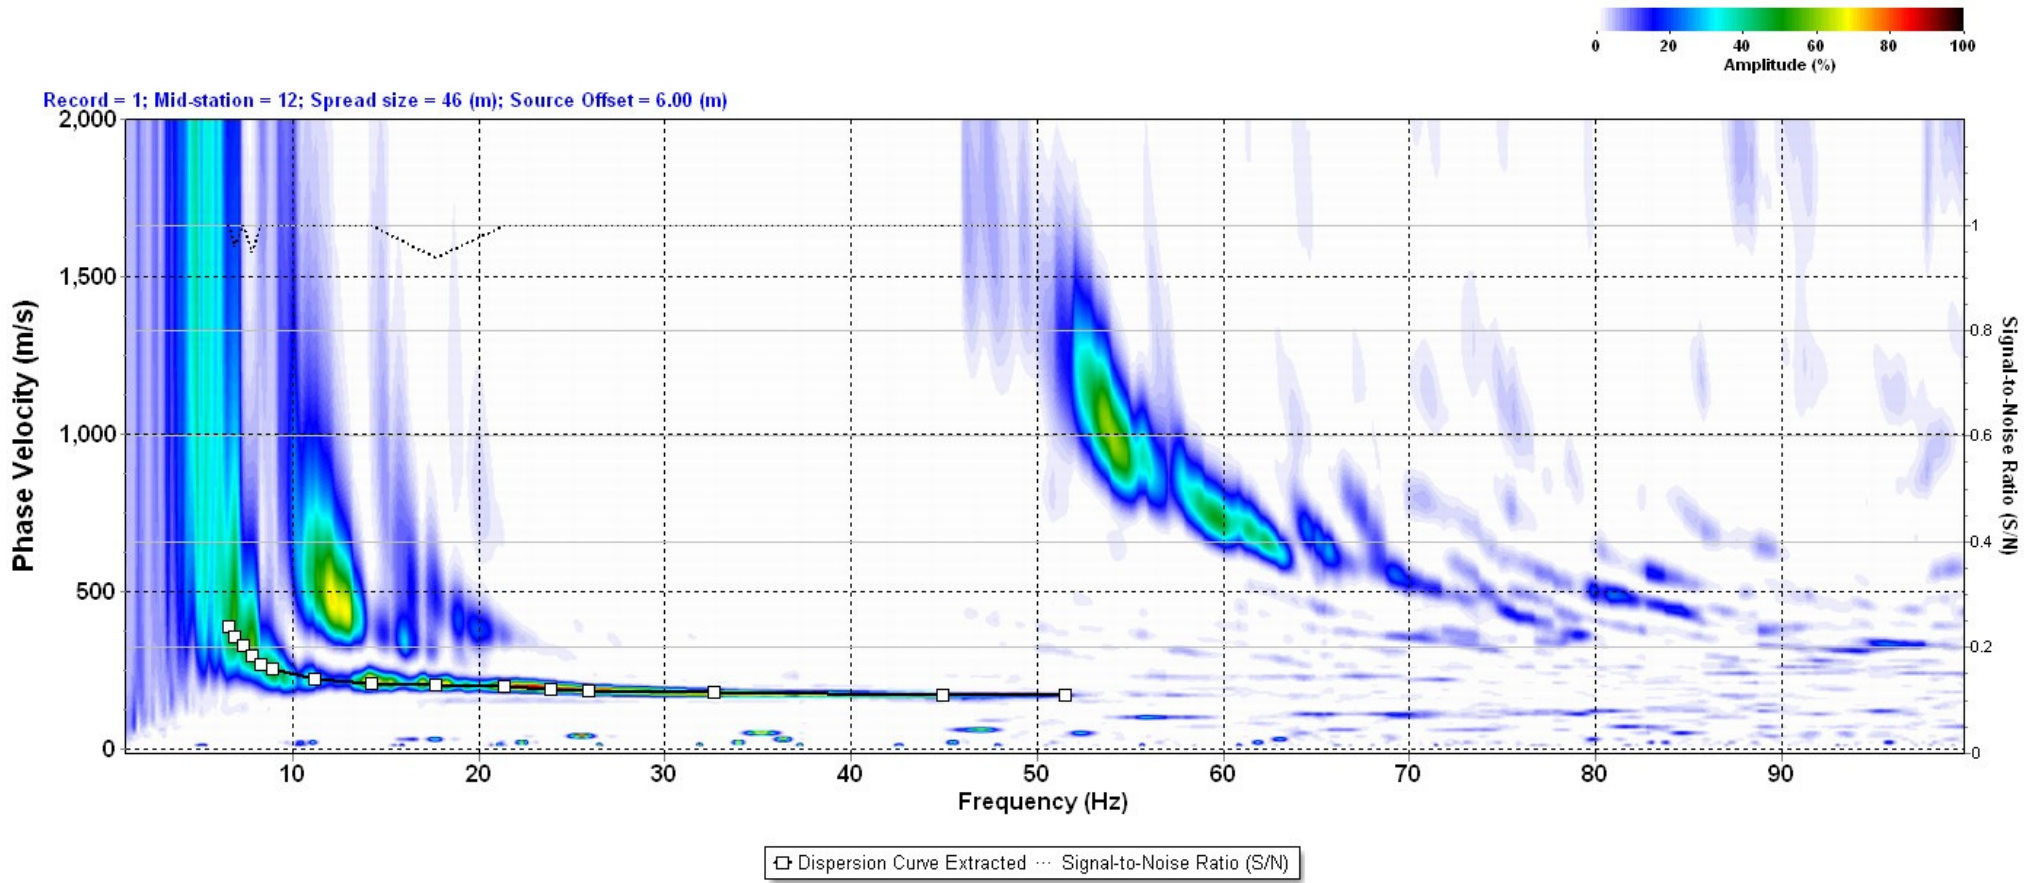 0 20 40 60 80 100
Amplitude (%)
Record = 1; Mid-station = 12; Spread size = 46 (m); Source Offset = 6.00 (m)
2,000
1,500
1,000
500
0
Phase Velocity (m/s)
1
0.8
0.6
0.4
0.2
0
Signal-to-Noise Ratio (S/N)
10 20 30 40 50 60 70 80 90
Frequency (Hz)
Dispersion Curve Extracted Signal-to-Noise Ratio (S/N)